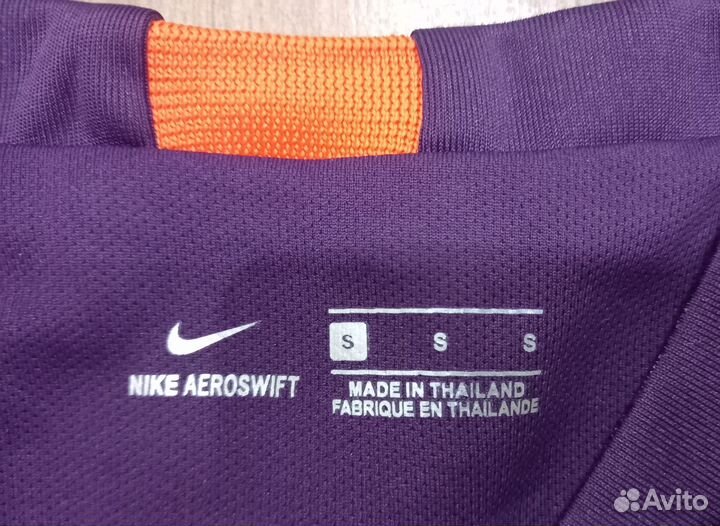 S S S
NIKE AEROSWIFT
MADE IN THAILAND
FABRIQUE EN THAILANDE
Avito